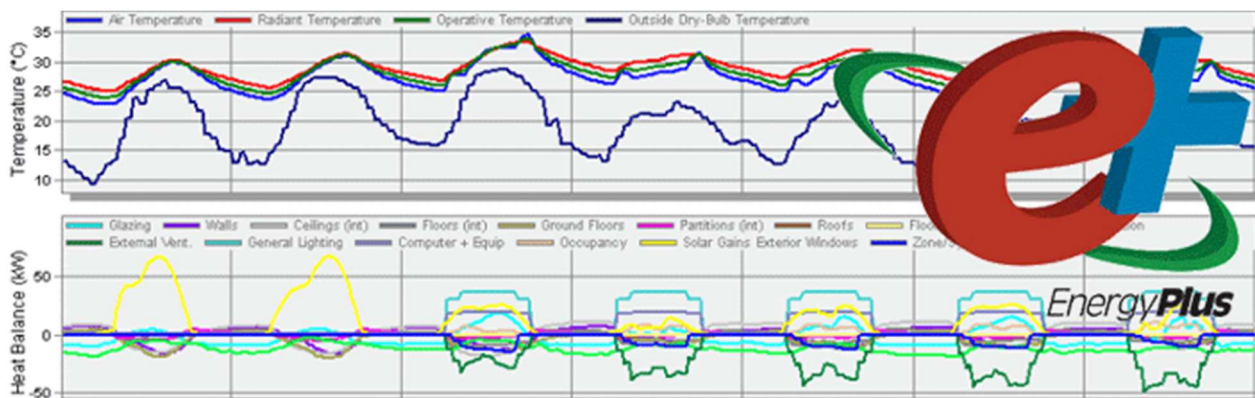 Air Temperature Radiant Temperature Operative Temperature Outside Dry-Bulb Temperature
Temperature (°C)
35
30
25
20
15
10
Glazing Walls Ceilings (int) Floors (int) Ground Floors Partitions (int) Roofs
External Vent. General Lighting Computer + Equip Occupancy Solar Gains Exterior Windows
Heat Balance (kW)
50
0
-50
e+
EnergyPlus